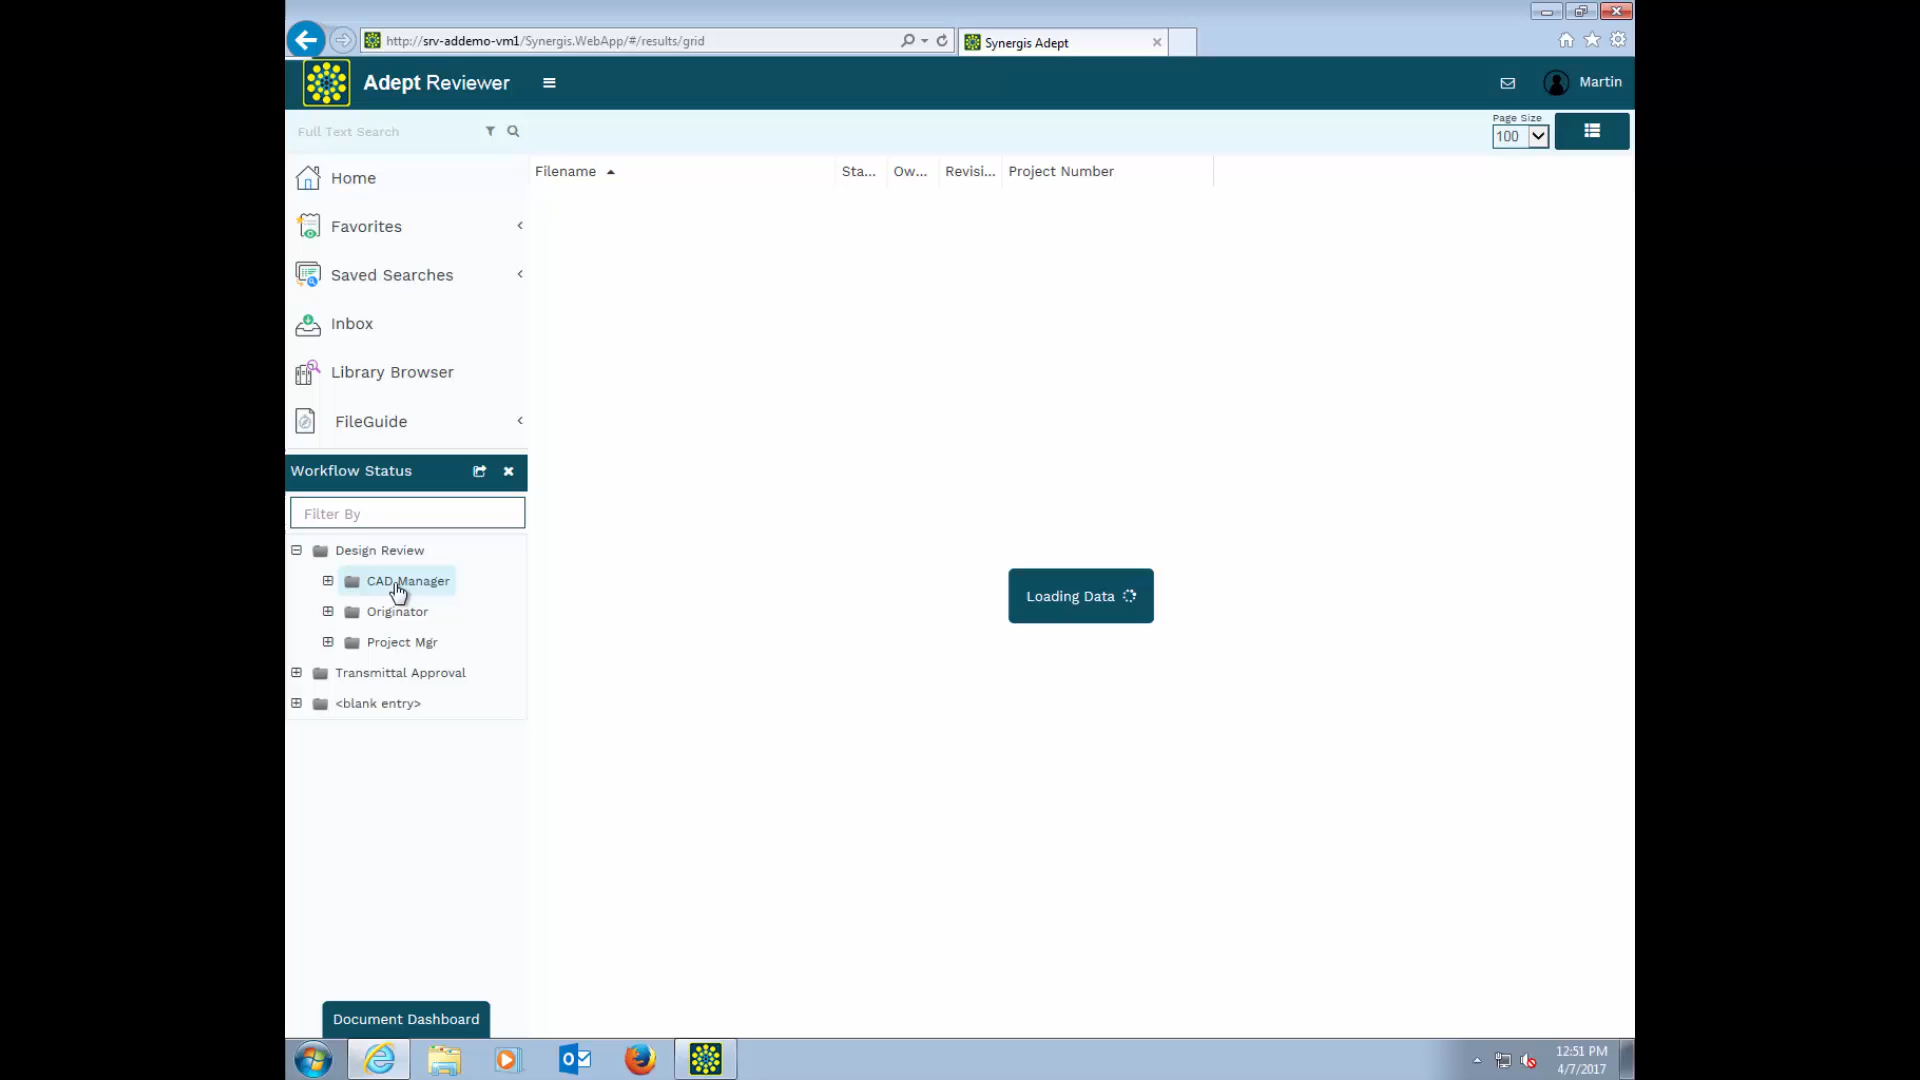 http://srv-addemo-vm1/Synergis.WebApp/#/results/grid
Synergis Adept
Adept Reviewer
Martin
Full Text Search
Page Size
100
Home
Favorites
Saved Searches
Inbox
Library Browser
FileGuide
Filename
Sta...
Ow...
Revisi...
Project Number
Workflow Status
Filter By
Design Review
CAD Manager
Originator
Project Mgr
Transmittal Approval
<blank entry>
Loading Data
Document Dashboard
12:51 PM
4/7/2017